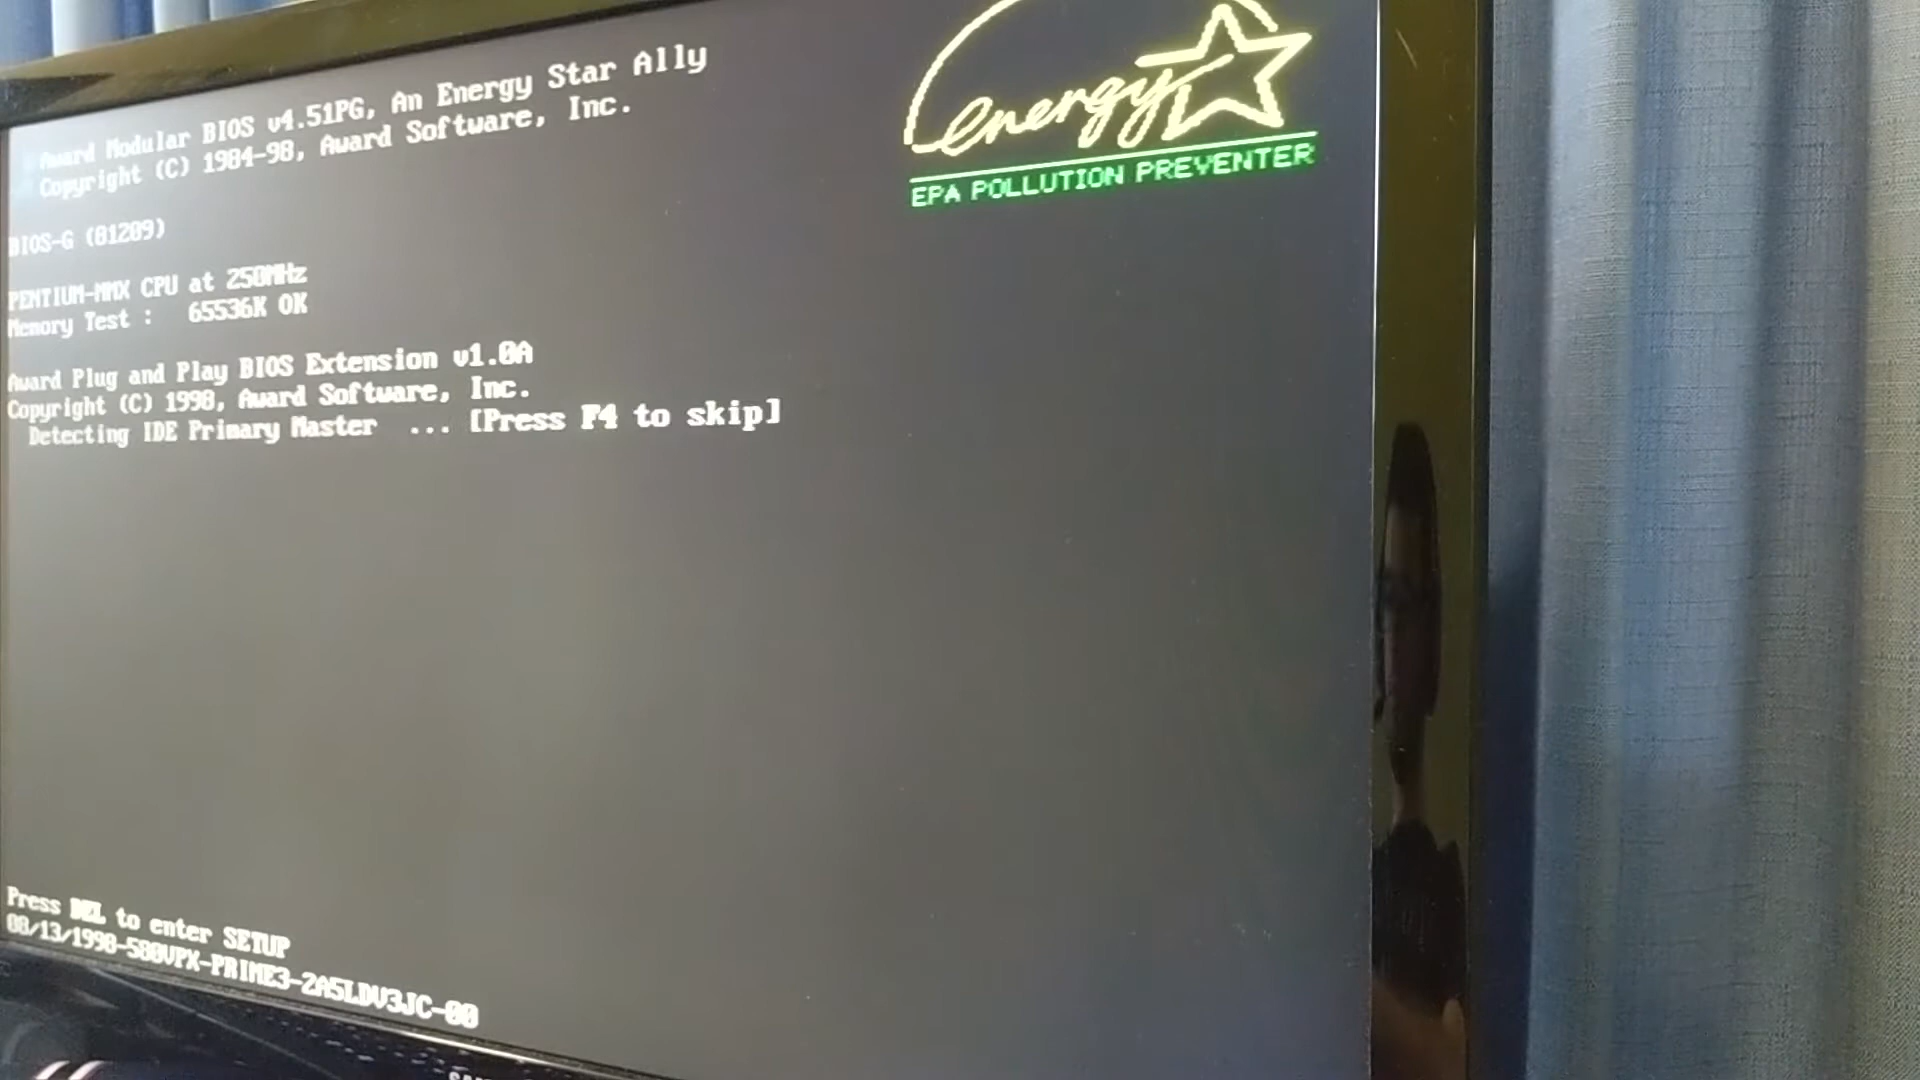 Award Modular BIOS v4.51PG, An Energy Star Ally
Copyright (C) 1984-98, Award Software, Inc.
energy
EPA POLLUTION PREVENTER
BIOS-G (81209)
PENTIUM-MMX CPU at 250MHz
Memory Test : 65536K OK
Award Plug and Play BIOS Extension v1.0A
Copyright (C) 1998, Award Software, Inc.
Detecting IDE Primary Master ... [Press F4 to skip]
Press DEL to enter SETUP
08/13/1998-580VPX-PRIME3-2A5LDV3JC-00